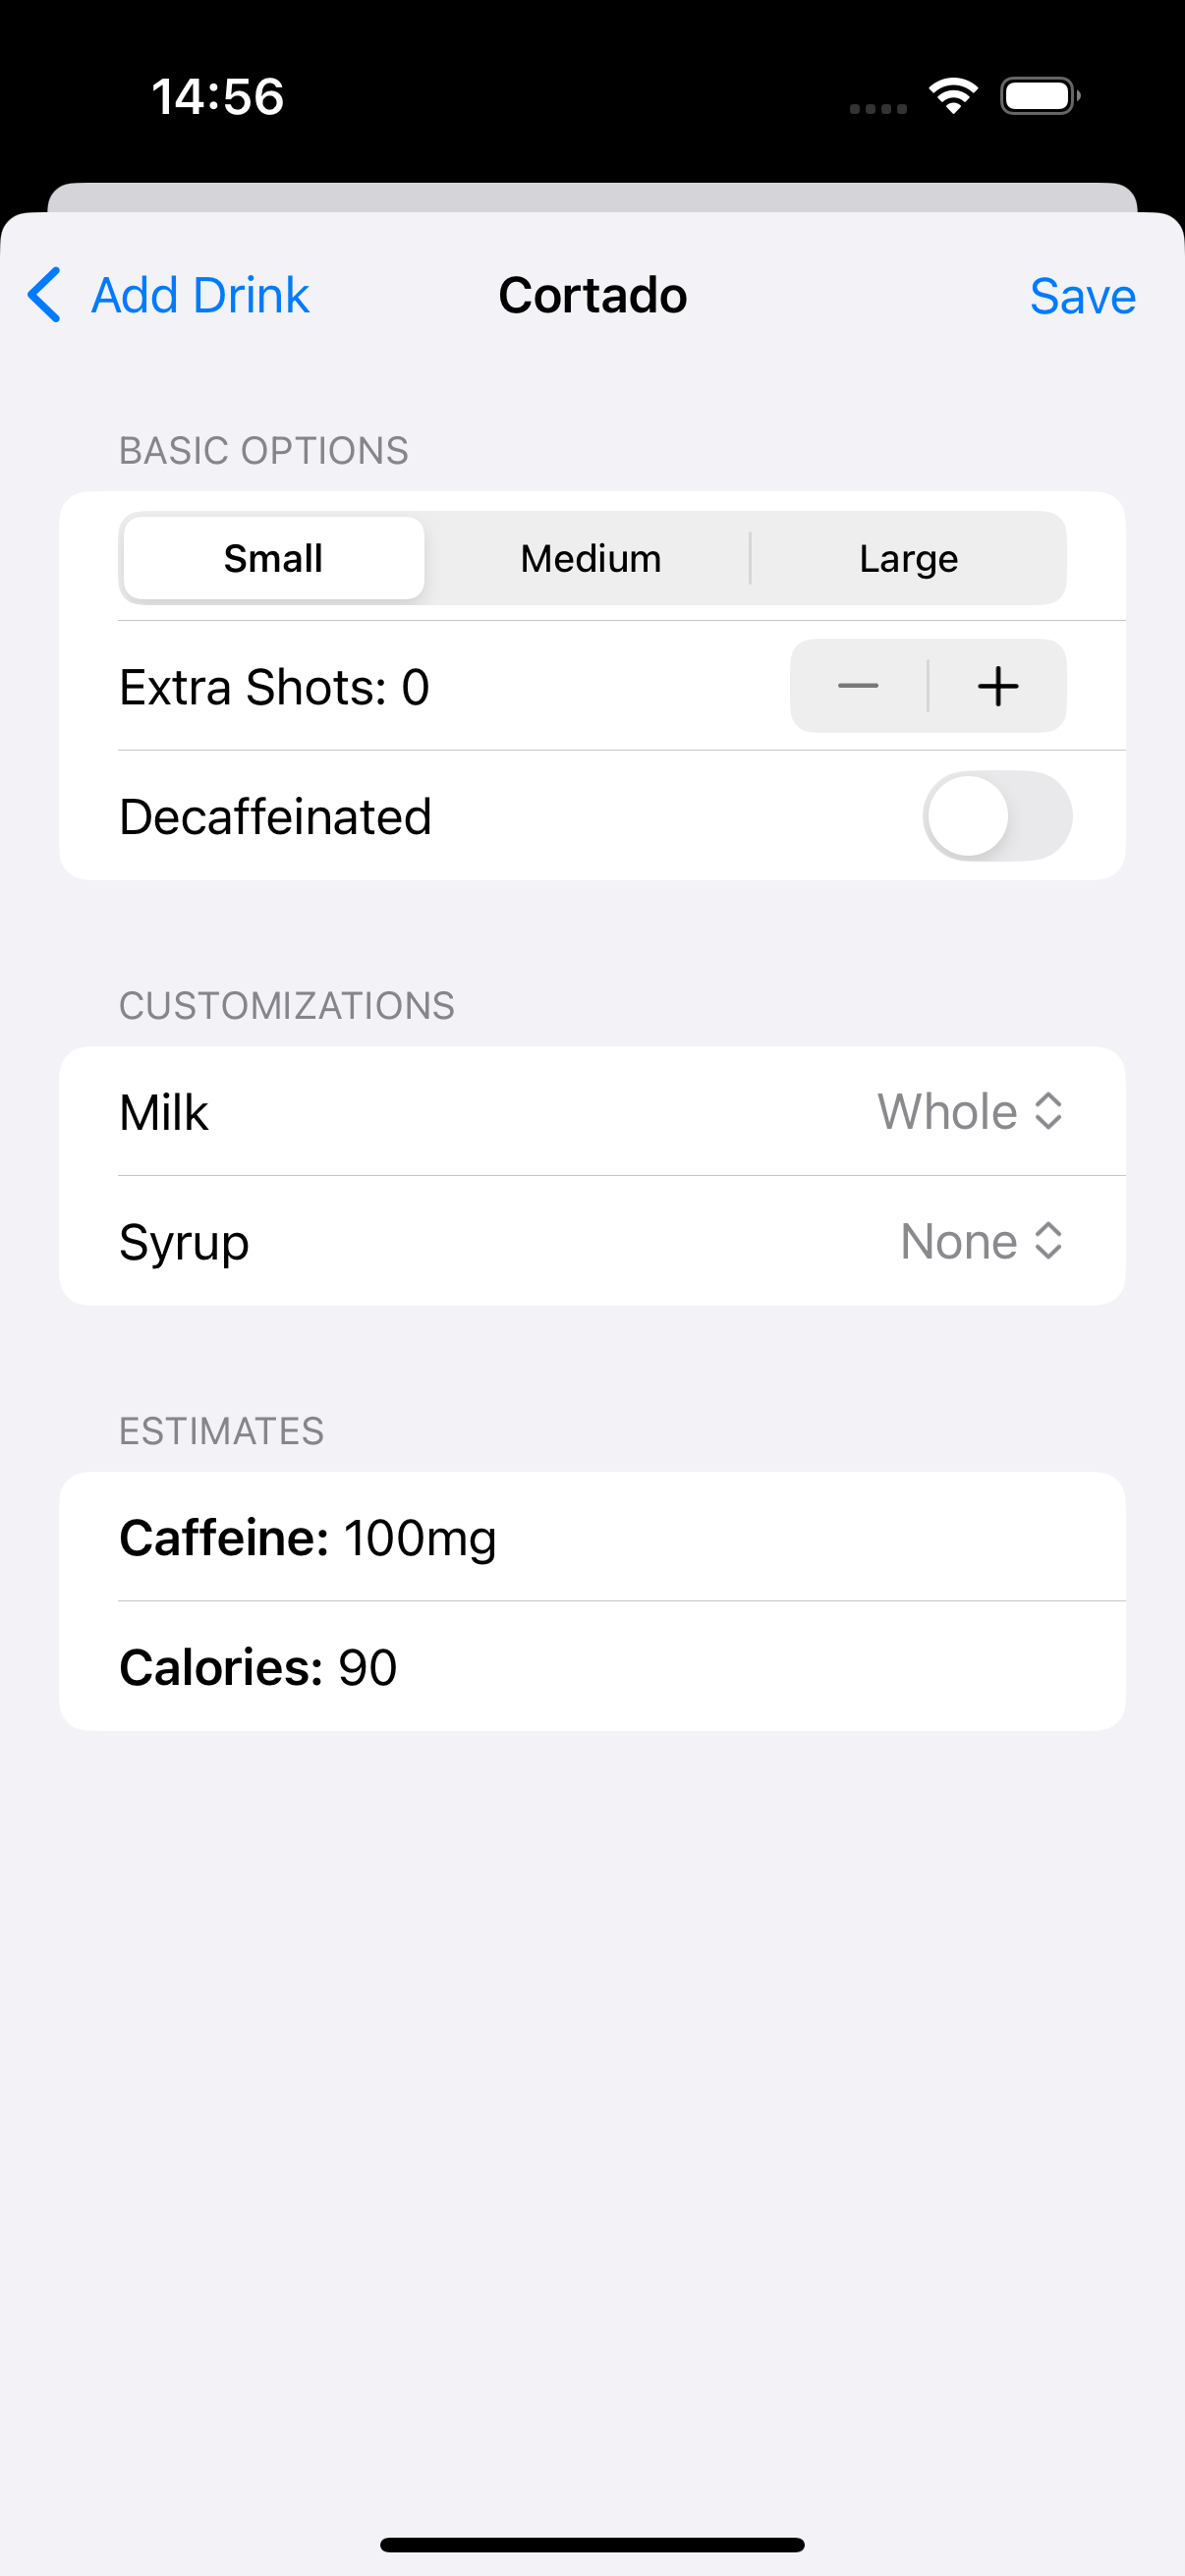 14:56
Add Drink Cortado Save
BASIC OPTIONS
Small Medium Large
Extra Shots: 0
Decaffeinated
CUSTOMIZATIONS
Milk Whole
Syrup None
ESTIMATES
Caffeine: 100mg
Calories: 90